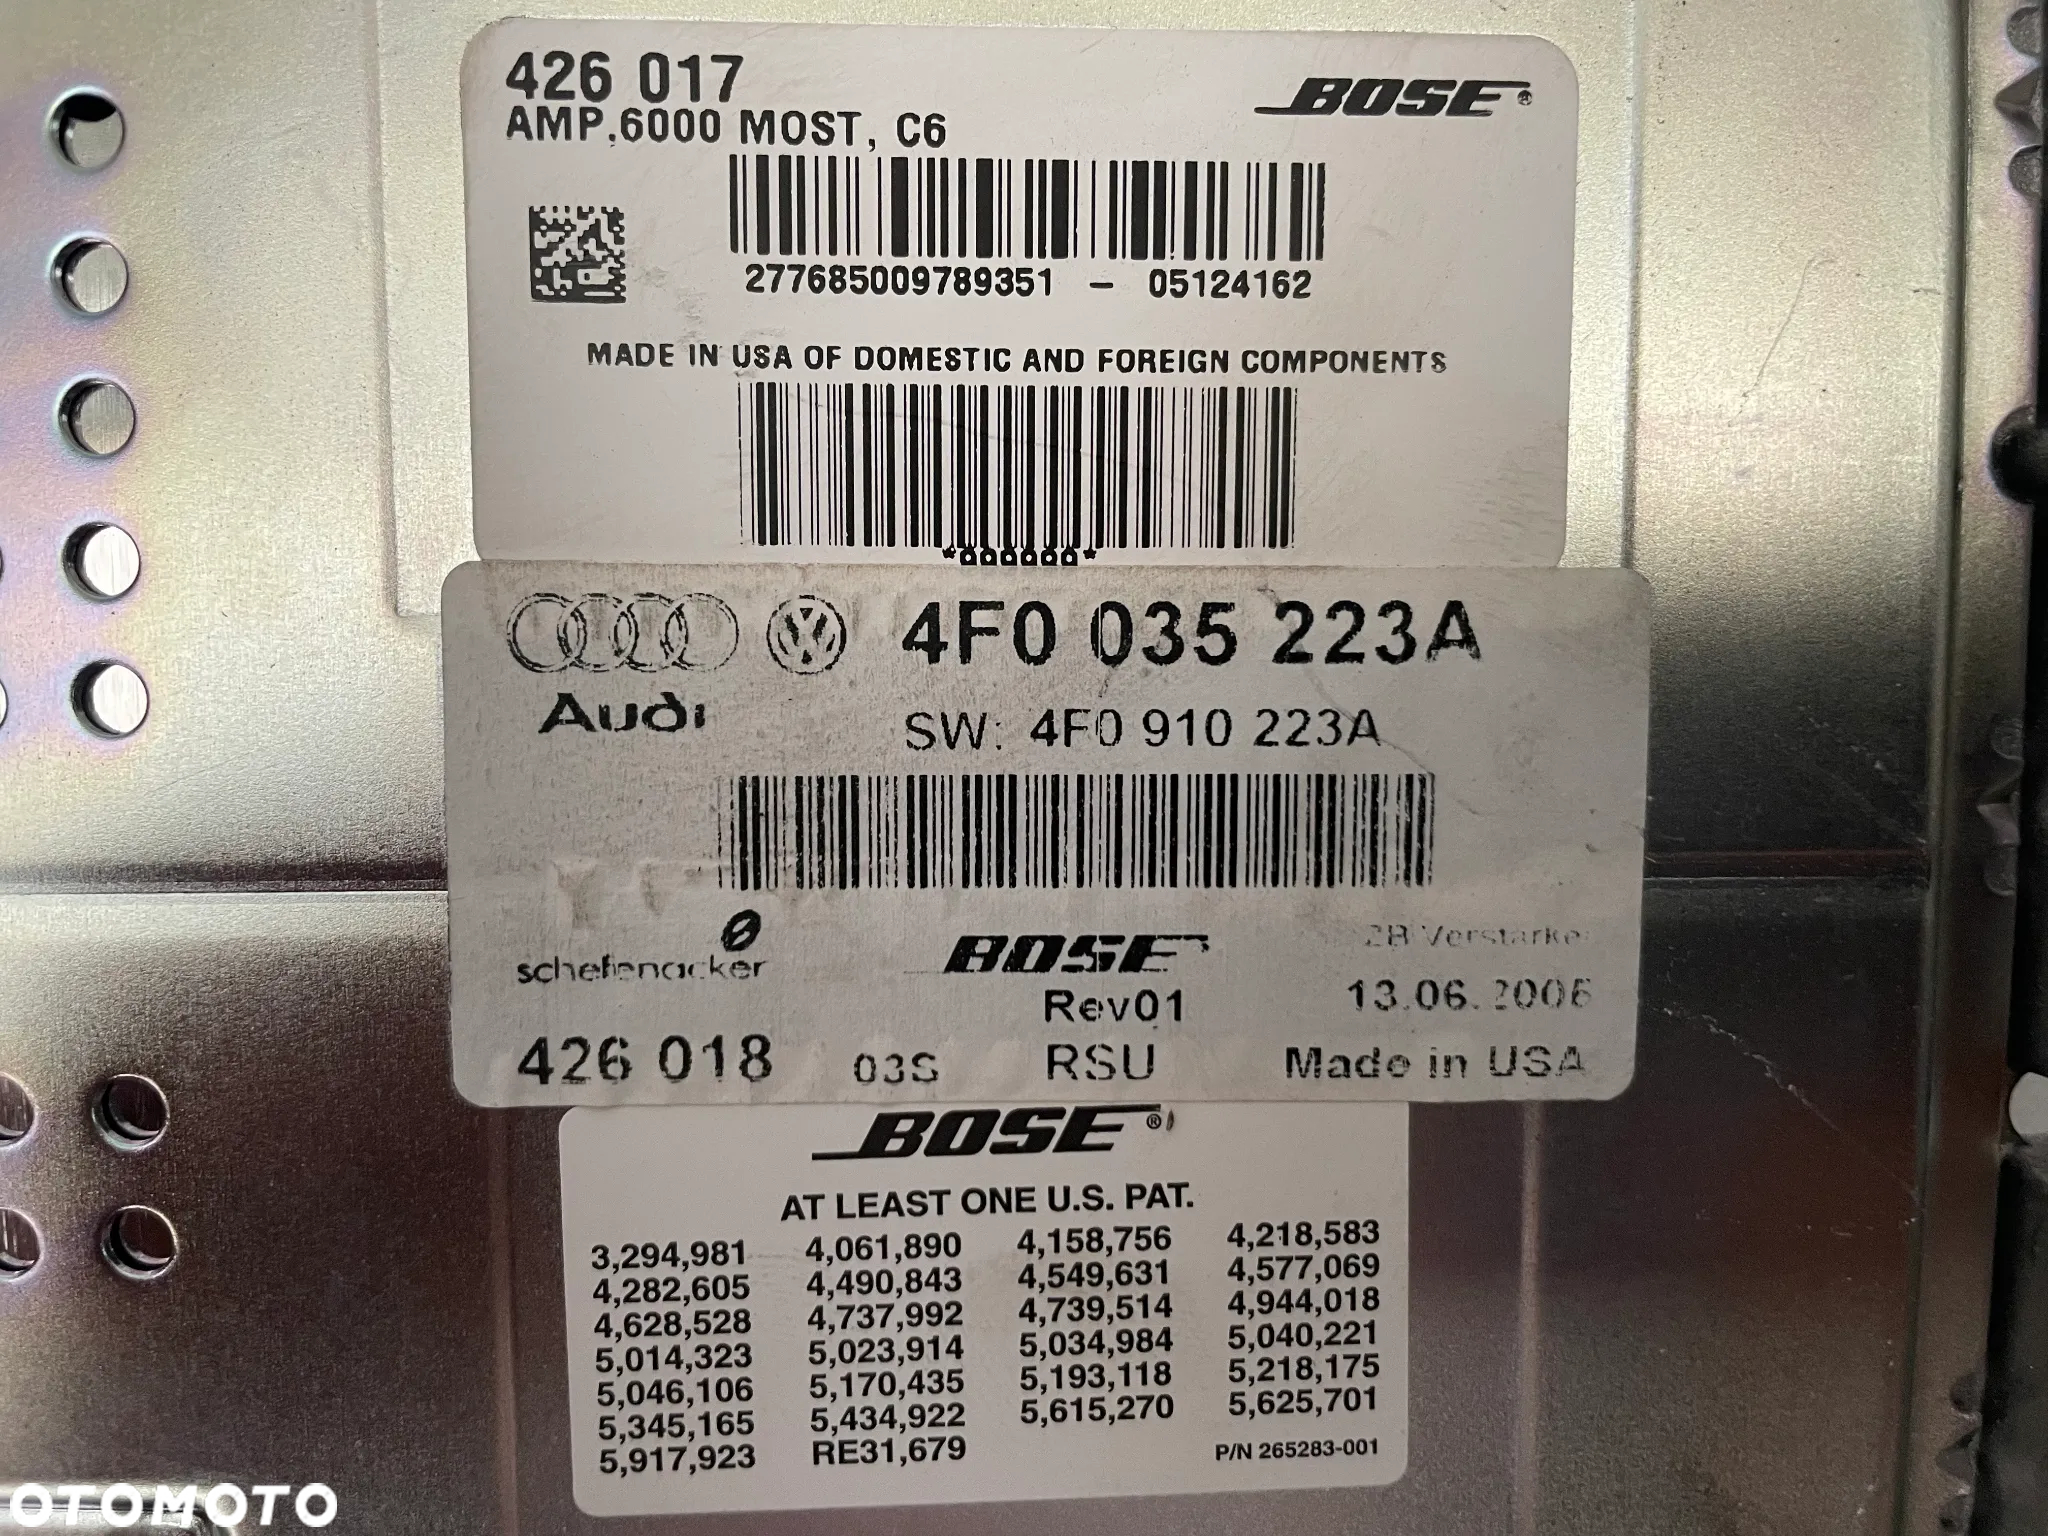 426 017
BOSE®
AMP,6000 MOST, C6
277685009789351 - 05124162
MADE IN USA OF DOMESTIC AND FOREIGN COMPONENTS
4F0 035 223A
Audi
SW: 4F0 910 223A
schefenacker
BOSE
ZB Verstärker
Rev01
13.06.2006
426 018 03S RSU Made in USA
BOSE®
AT LEAST ONE U.S. PAT.
3,294,981 4,061,890 4,158,756 4,218,583
4,282,605 4,490,843 4,549,631 4,577,069
4,628,528 4,737,992 4,739,514 4,944,018
5,014,323 5,023,914 5,034,984 5,040,221
5,046,106 5,170,435 5,193,118 5,218,175
5,345,165 5,434,922 5,615,270 5,625,701
5,917,923 RE31,679 P/N 265283-001
OTOMOTO